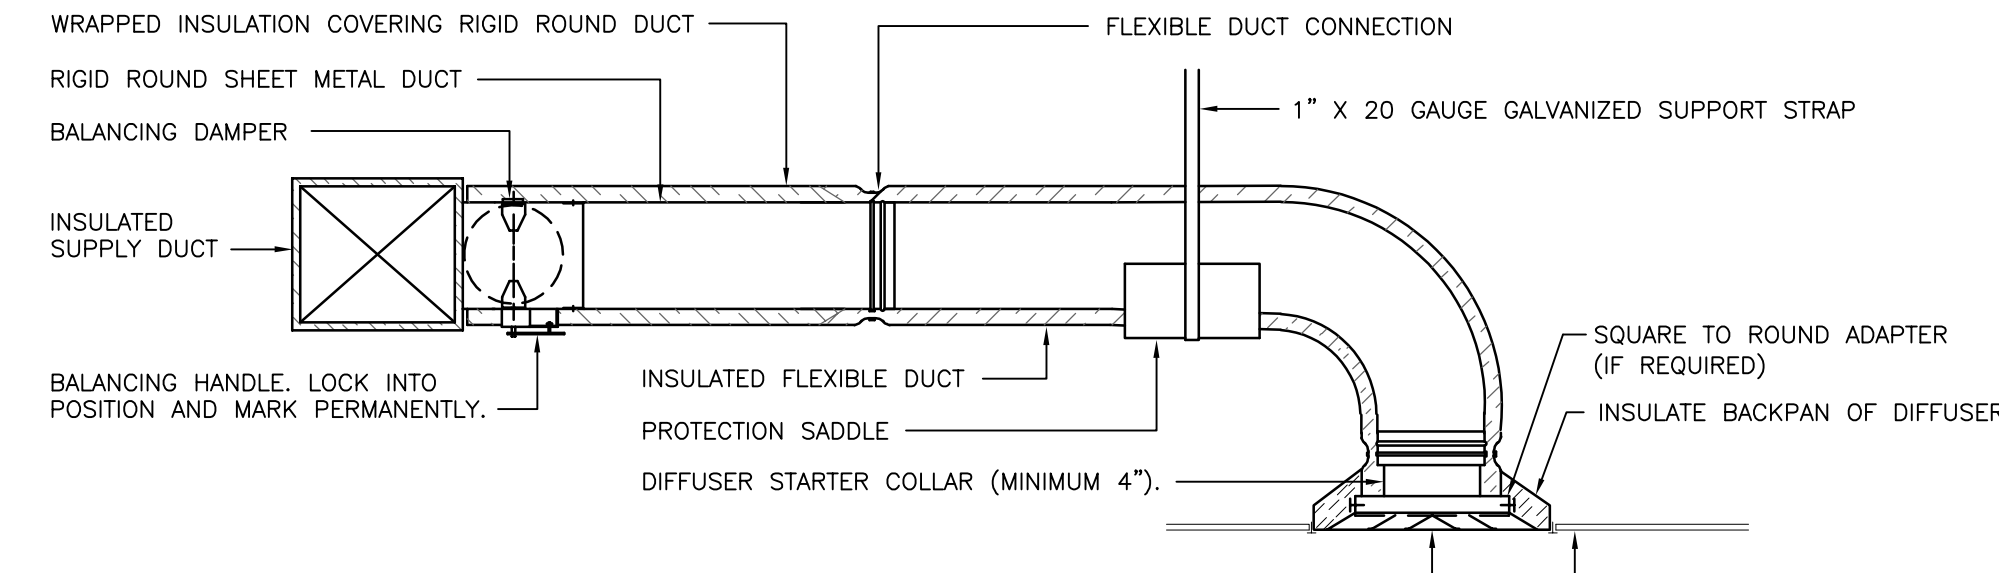 WRAPPED INSULATION COVERING RIGID ROUND DUCT
FLEXIBLE DUCT CONNECTION
RIGID ROUND SHEET METAL DUCT
1" X 20 GAUGE GALVANIZED SUPPORT STRAP
BALANCING DAMPER
INSULATED
SUPPLY DUCT
SQUARE TO ROUND ADAPTER
(IF REQUIRED)
BALANCING HANDLE. LOCK INTO
POSITION AND MARK PERMANENTLY.
INSULATED FLEXIBLE DUCT
INSULATE BACKPAN OF DIFFUSER
PROTECTION SADDLE
DIFFUSER STARTER COLLAR (MINIMUM 4").